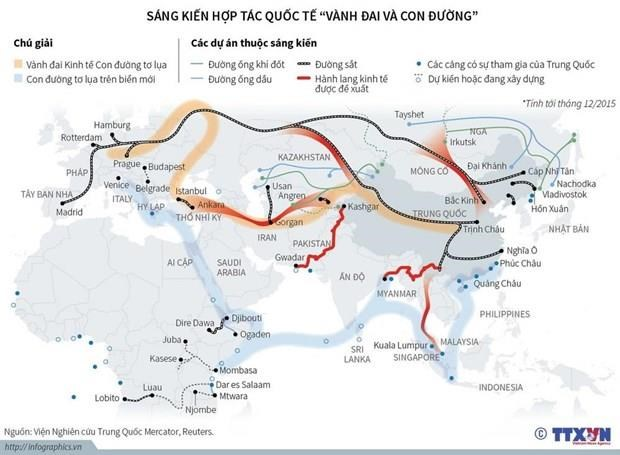 SÁNG KIẾN HỢP TÁC QUỐC TẾ “VÀNH ĐAI VÀ CON ĐƯỜNG”
Chú giải
Vành đai Kinh tế Con đường tơ lụa
Con đường tơ lụa trên biển mới
Các dự án thuộc sáng kiến
Đường ống khí đốt
Đường ống dầu
Đường sắt
Hành lang kinh tế
được đề xuất
Các cảng có sự tham gia của Trung Quốc
Dự kiến hoặc đang xây dựng
*Tính tới tháng 12/2015
Hamburg
Rotterdam
Tayshet
NGA
Irkutsk
PHÁP
Prague
Budapest
KAZAKHSTAN
MÔNG CỔ
Đại Khánh
Cáp Nhĩ Tân
Venice
Belgrade
Istanbul
Usan
Nachodka
TÂY BAN NHA
ITALY
Ankara
Angren
Kashgar
Bắc Kinh
Vladivostok
Madrid
HY LẠP
THỔ NHĨ KỲ
Gorgan
TRUNG QUỐC
Hồn Xuân
IRAN
PAKISTAN
Trịnh Châu
NHẬT BẢN
AI CẬP
SAUDI
ARABIA
Gwadar
ẤN ĐỘ
Nghĩa Ô
Phúc Châu
MYANMAR
Quảng Châu
Dire Dawa
Djibouti
PHILIPPINES
Juba
Ogaden
SRI
LANKA
Kuala Lumpur
MALAYSIA
SINGAPORE
Kasese
Mombasa
INDONESIA
Lobito
Luau
Dar es Salaam
Mtwara
Njombe
Nguồn: Viện Nghiên cứu Trung Quốc Mercator, Reuters.
© TTXVN
Vietnam News Agency
http://infographics.vn